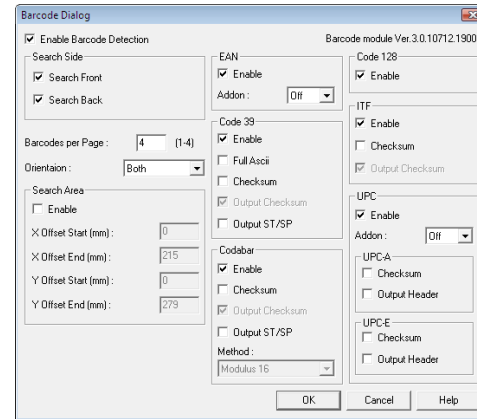 Barcode Dialog
Enable Barcode Detection
Barcode module Ver.3.0.10712.1900
Search Side
Search Front
Search Back
Barcodes per Page :
4
(1-4)
Orientaion :
Both
Search Area
Enable
X Offset Start (mm) :
0
X Offset End (mm) :
215
Y Offset Start (mm) :
0
Y Offset End (mm) :
279
EAN
Enable
Addon :
Off
Code 39
Enable
Full Ascii
Checksum
Output Checksum
Output ST/SP
Codabar
Enable
Checksum
Output Checksum
Output ST/SP
Method :
Modulus 16
Code 128
Enable
ITF
Enable
Checksum
Output Checksum
UPC
Enable
Addon :
Off
UPC-A
Checksum
Output Header
UPC-E
Checksum
Output Header
OK
Cancel
Help